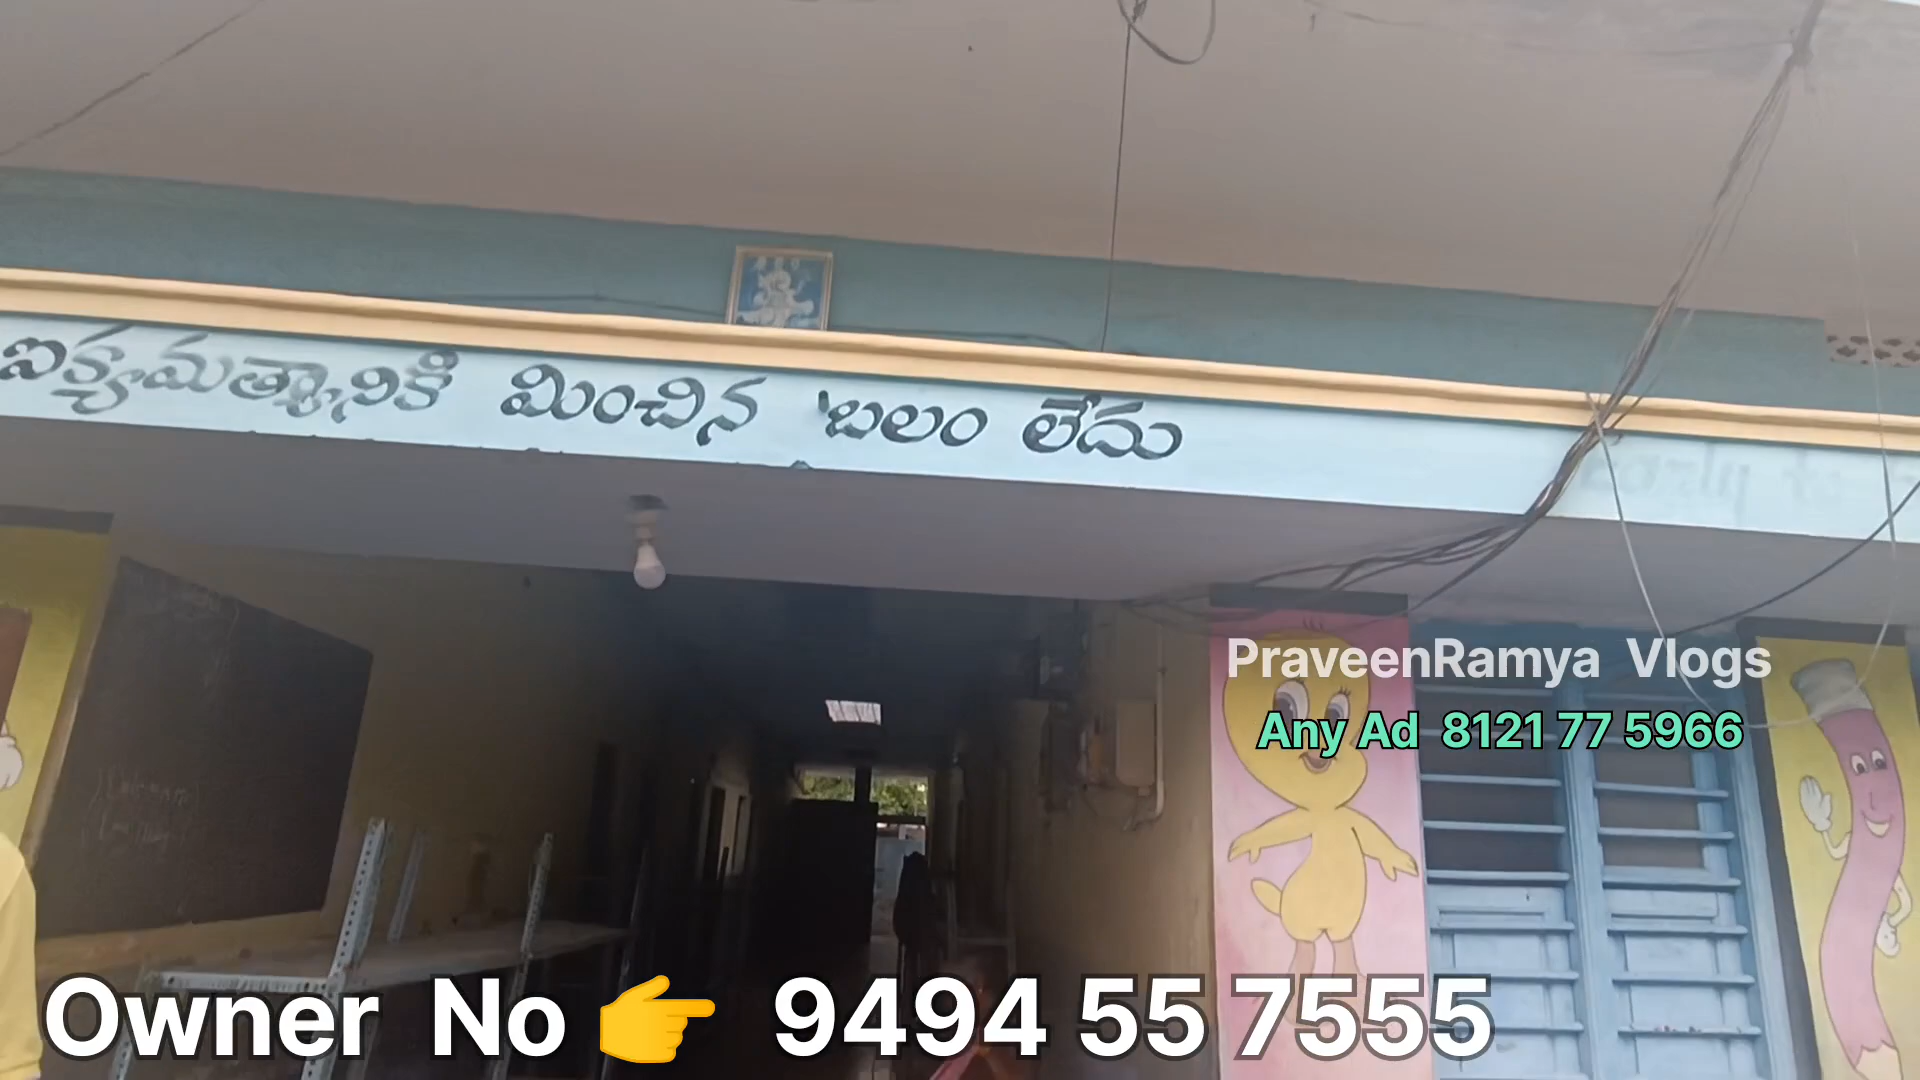 ఐక్యమత్యానికి మించిన బలం లేదు
PraveenRamya Vlogs
Any Ad 8121 77 5966
Owner No 👉 9494 55 7555